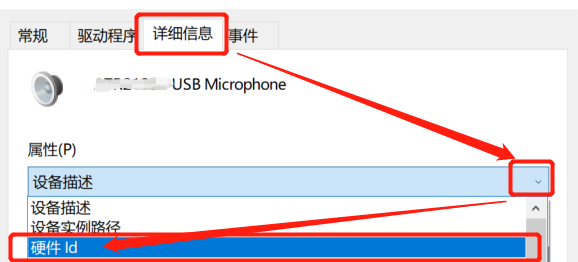 常规 驱动程序 详细信息 事件
USB Microphone
属性(P)
设备描述
设备描述
设备实例路径
硬件 Id